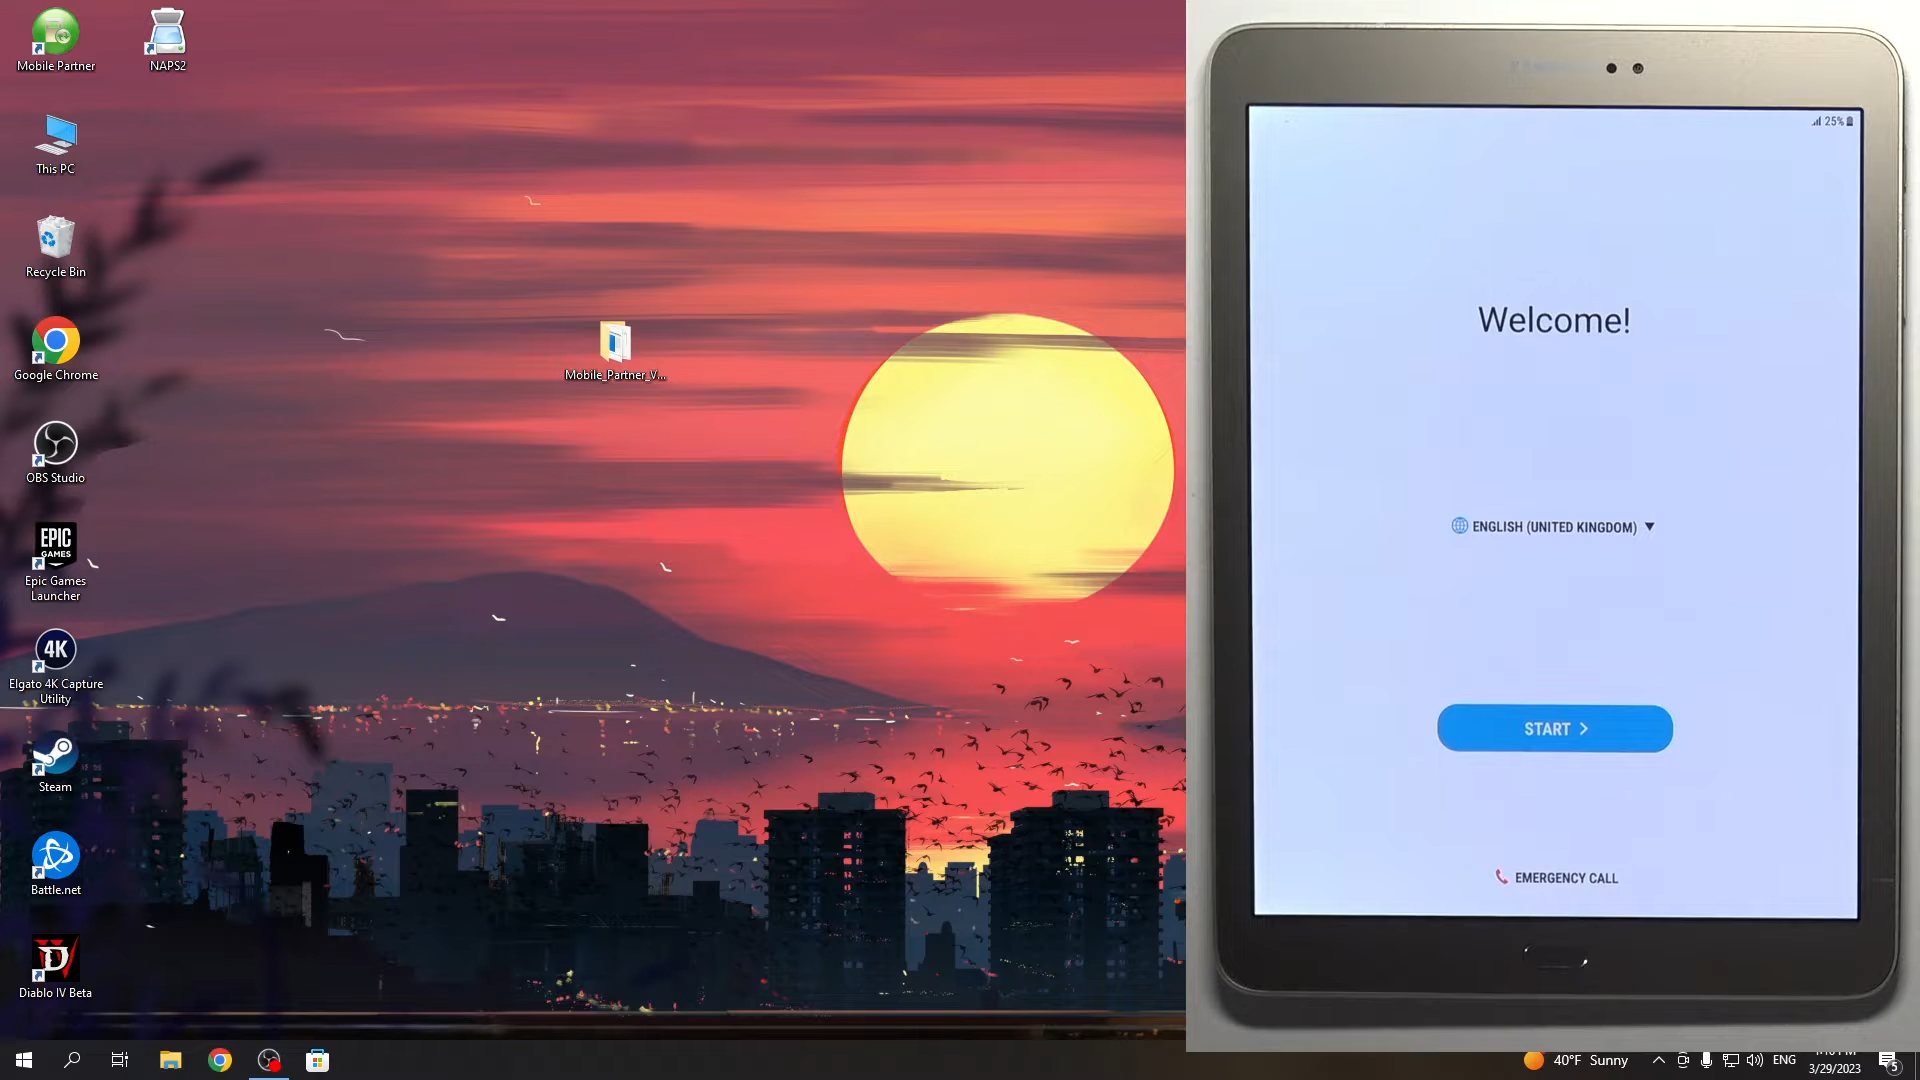 Mobile Partner
NAPS2
This PC
Recycle Bin
Google Chrome
Mobile_Partner_V...
OBS Studio
EPIC
GAMES
Epic Games
Launcher
4K
Elgato 4K Capture
Utility
Steam
Battle.net
Diablo IV Beta
25%
Welcome!
ENGLISH (UNITED KINGDOM)
START >
EMERGENCY CALL
40°F Sunny
ENG
3/29/2023
5